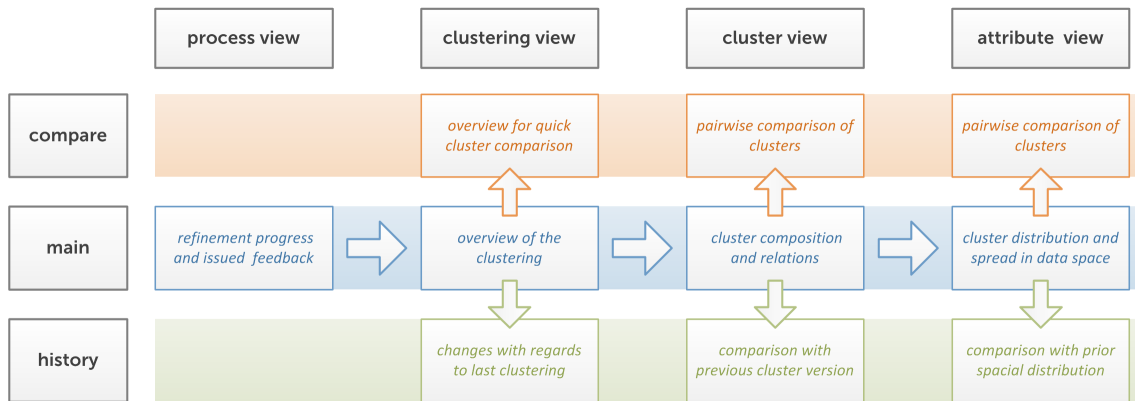 process view
clustering view
cluster view
attribute view
compare
overview for quick
cluster comparison
pairwise comparison of
clusters
pairwise comparison of
clusters
main
refinement progress
and issued feedback
overview of the
clustering
cluster composition
and relations
cluster distribution and
spread in data space
history
changes with regards
to last clustering
comparison with
previous cluster version
comparison with prior
spacial distribution